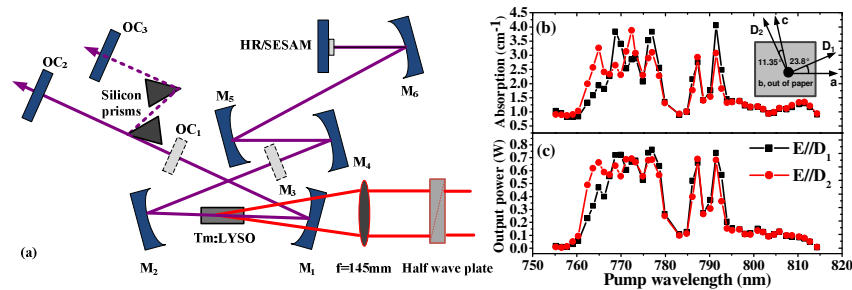 OC3
OC2
HR/SESAM
Silicon
prisms
OC1
M6
M5
M4
M3
Tm:LYSO
M2
M1
f=145mm
Half wave plate
(a)
(b)
Absorption (cm-1)
4.5
4.0
3.5
3.0
2.5
2.0
1.5
1.0
0.5
D2
c
D1
11.35°
23.8°
a
b, out of paper
(c)
E//D1
E//D2
Output power (W)
0.8
0.7
0.6
0.5
0.4
0.3
0.2
0.1
0.0
750 760 770 780 790 800 810 820
Pump wavelength (nm)